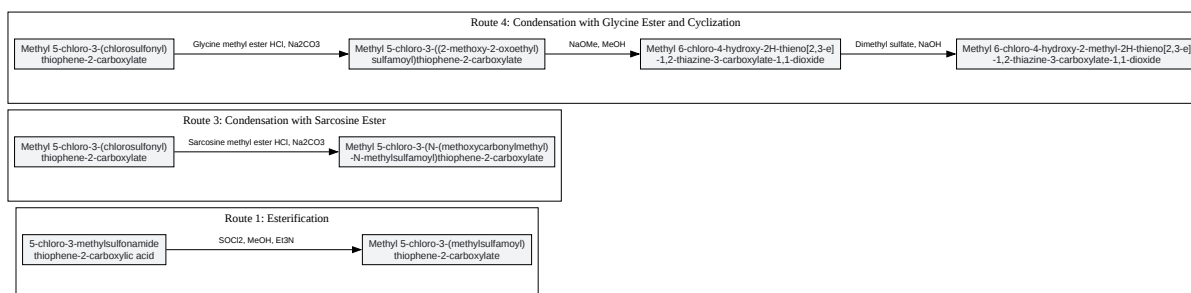 Route 4: Condensation with Glycine Ester and Cyclization
Methyl 5-chloro-3-(chlorosulfonyl)
thiophene-2-carboxylate
Glycine methyl ester HCl, Na2CO3
Methyl 5-chloro-3-((2-methoxy-2-oxoethyl)
sulfamoyl)thiophene-2-carboxylate
NaOMe, MeOH
Methyl 6-chloro-4-hydroxy-2H-thieno[2,3-e]
-1,2-thiazine-3-carboxylate-1,1-dioxide
Dimethyl sulfate, NaOH
Methyl 6-chloro-4-hydroxy-2-methyl-2H-thieno[2,3-e]
-1,2-thiazine-3-carboxylate-1,1-dioxide
Route 3: Condensation with Sarcosine Ester
Methyl 5-chloro-3-(chlorosulfonyl)
thiophene-2-carboxylate
Sarcosine methyl ester HCl, Na2CO3
Methyl 5-chloro-3-(N-(methoxycarbonylmethyl)
-N-methylsulfamoyl)thiophene-2-carboxylate
Route 1: Esterification
5-chloro-3-methylsulfonamide
thiophene-2-carboxylic acid
SOCl2, MeOH, Et3N
Methyl 5-chloro-3-(methylsulfamoyl)
thiophene-2-carboxylate